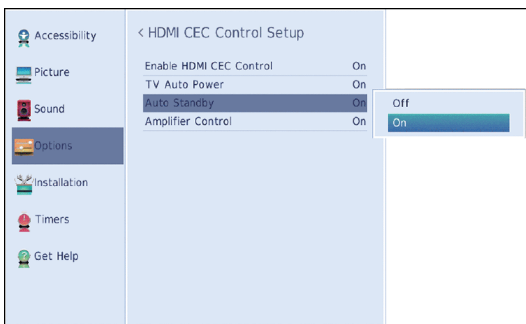 Accessibility
Picture
Sound
Options
Installation
Timers
Get Help
< HDMI CEC Control Setup
Enable HDMI CEC Control On
TV Auto Power On
Auto Standby On
Amplifier Control On
Off
On